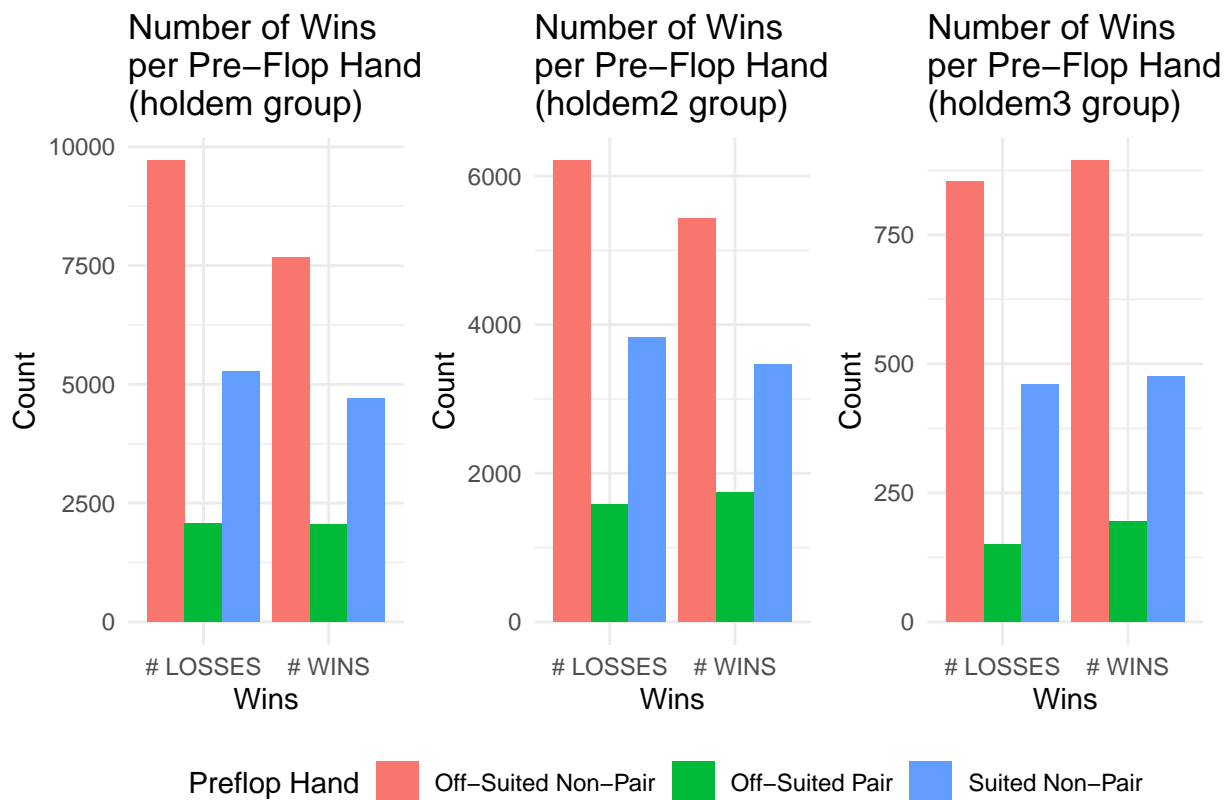 Number of Wins
per Pre−Flop Hand
(holdem group)
10000
7500
5000
2500
0
Count
# LOSSES # WINS
Wins
Number of Wins
per Pre−Flop Hand
(holdem2 group)
6000
4000
2000
0
Count
# LOSSES # WINS
Wins
Number of Wins
per Pre−Flop Hand
(holdem3 group)
750
500
250
0
Count
# LOSSES # WINS
Wins
Preflop Hand Off−Suited Non−Pair Off−Suited Pair Suited Non−Pair